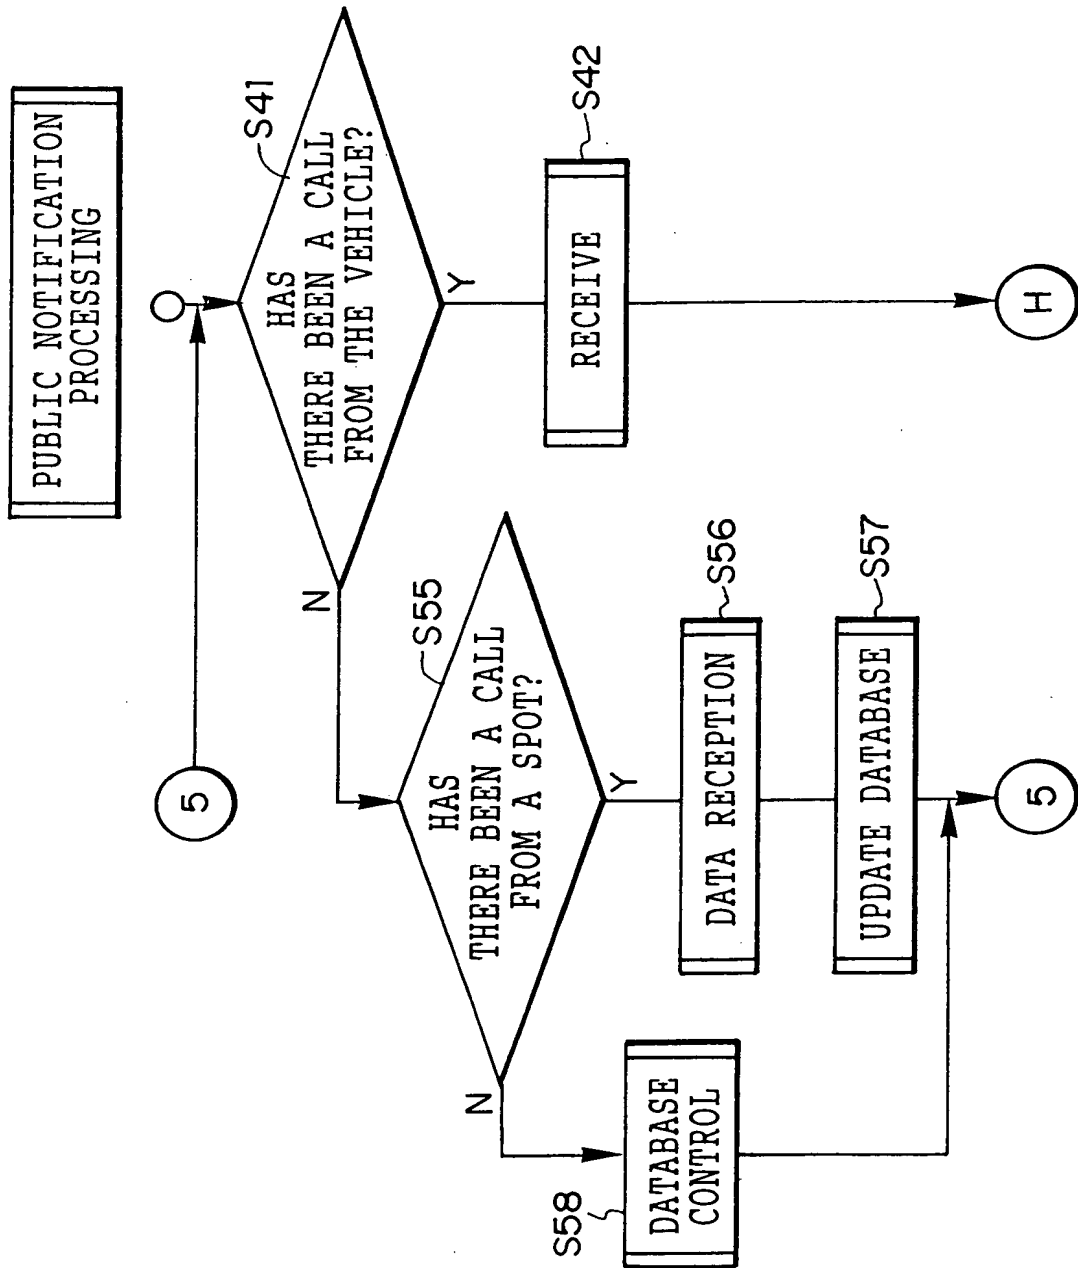 PUBLIC NOTIFICATION
PROCESSING
5
S41
HAS
THERE BEEN A CALL
FROM THE VEHICLE?
N
Y
S42
RECEIVE
H
S55
HAS
THERE BEEN A CALL
FROM A SPOT?
N
Y
S56
DATA RECEPTION
S57
UPDATE DATABASE
S58
DATABASE
CONTROL
5